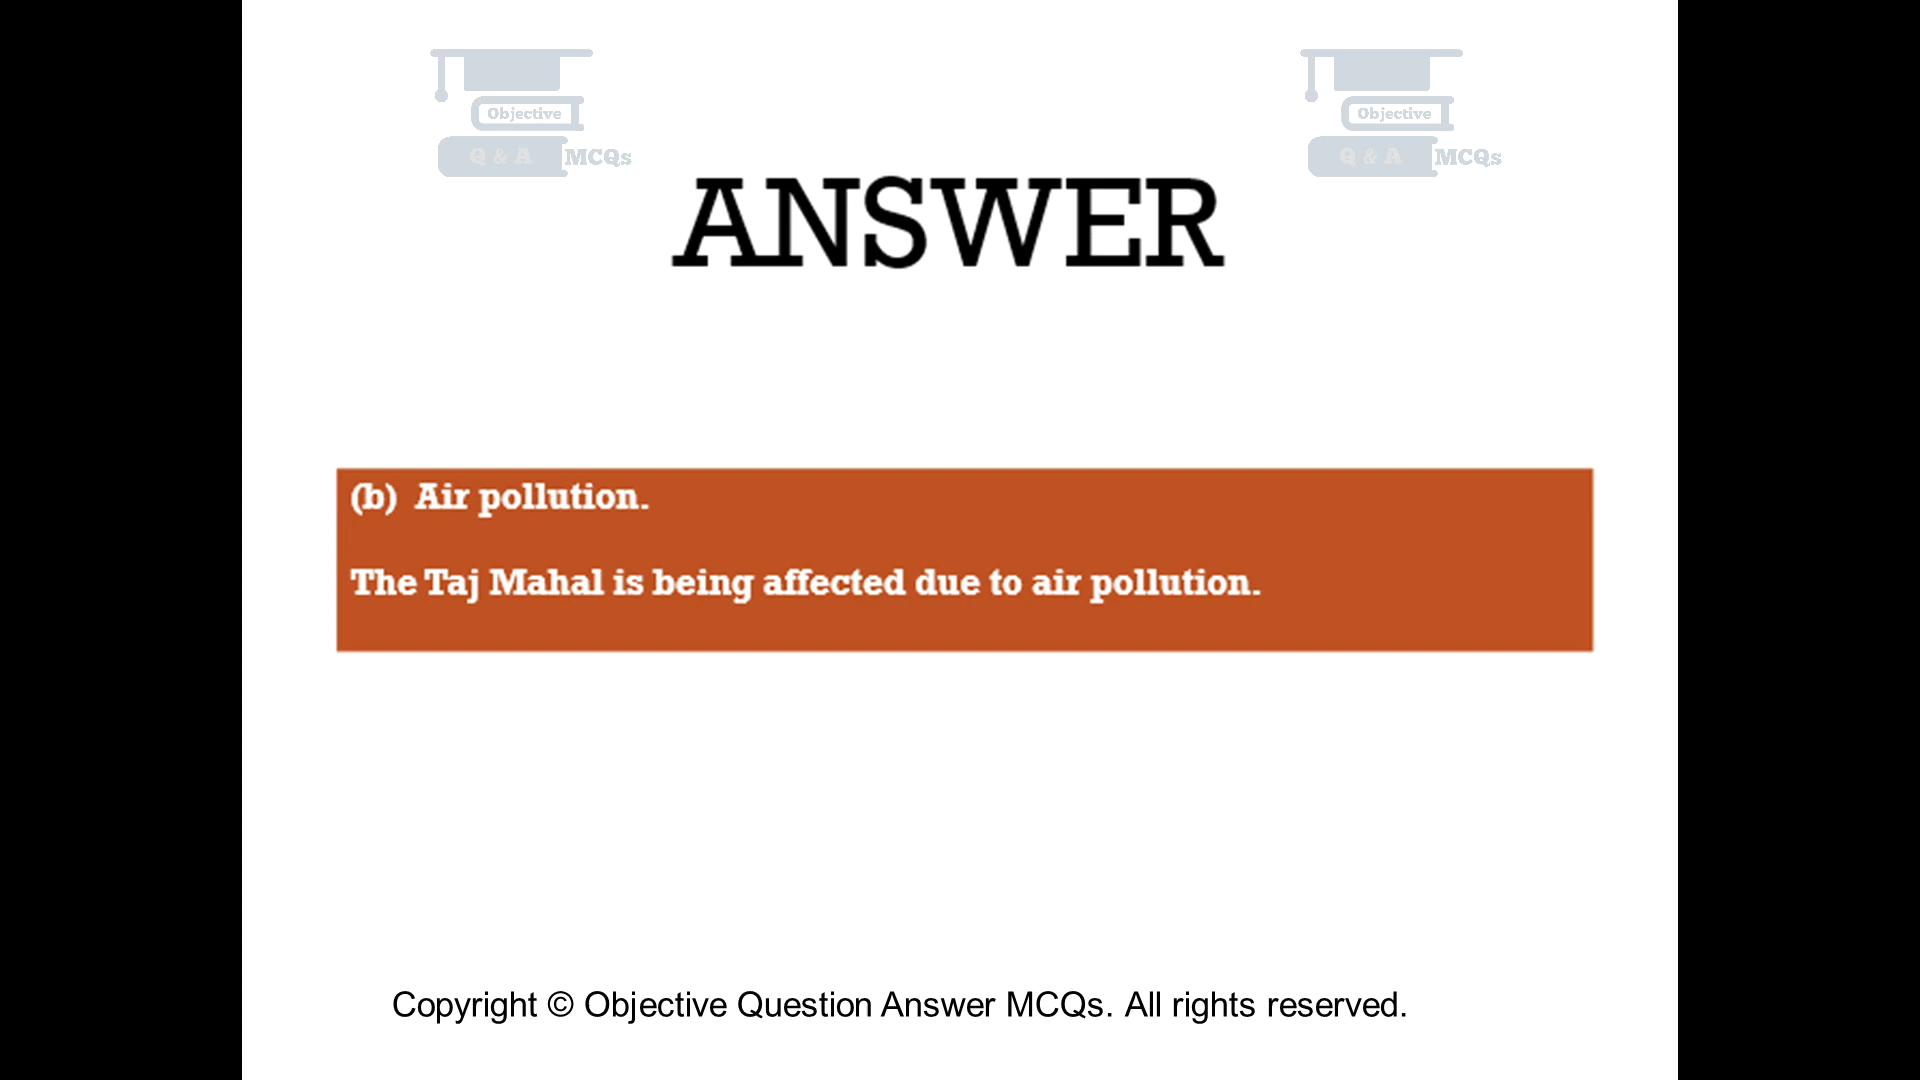 Objective
Q & A MCQs
Objective
Q & A MCQs
ANSWER
(b) Air pollution.
The Taj Mahal is being affected due to air pollution.
Copyright © Objective Question Answer MCQs. All rights reserved.